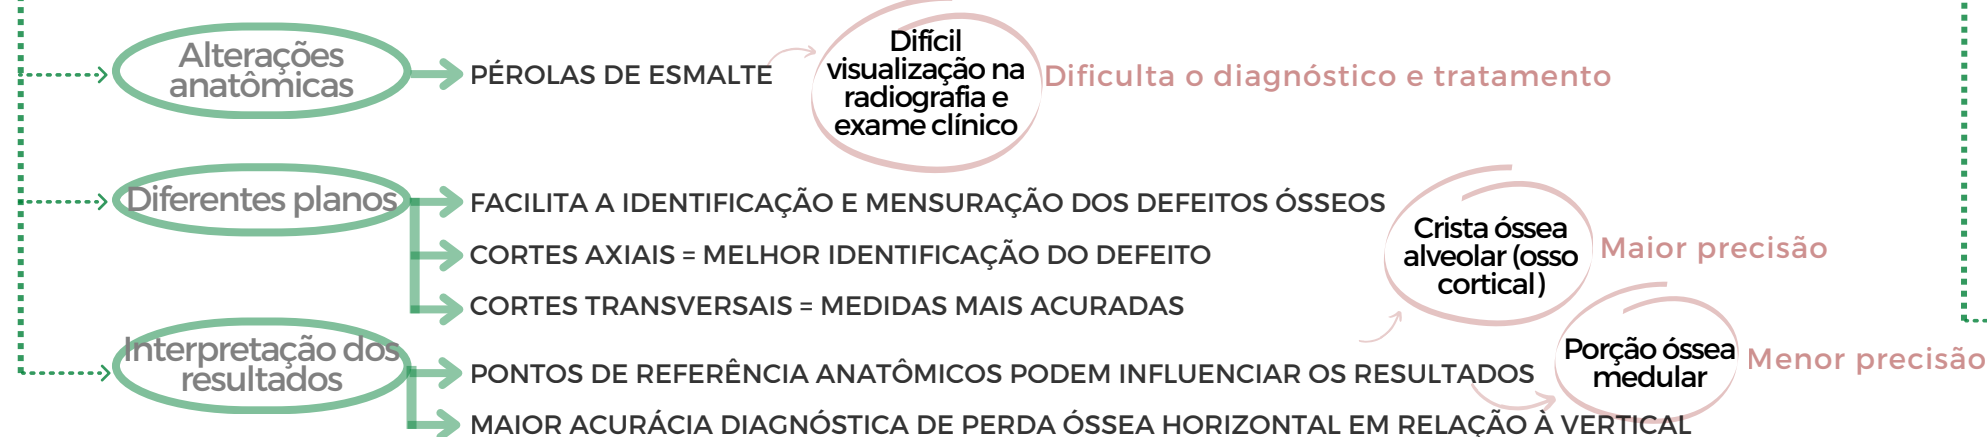 Alterações
anatômicas
PÉROLAS DE ESMALTE
Difícil
visualização na
radiografia e
exame clínico
Dificulta o diagnóstico e tratamento
Diferentes planos
FACILITA A IDENTIFICAÇÃO E MENSURAÇÃO DOS DEFEITOS ÓSSEOS
CORTES AXIAIS = MELHOR IDENTIFICAÇÃO DO DEFEITO
CORTES TRANSVERSAIS = MEDIDAS MAIS ACURADAS
Crista óssea
alveolar (osso
cortical)
Maior precisão
Interpretação dos
resultados
PONTOS DE REFERÊNCIA ANATÔMICOS PODEM INFLUENCIAR OS RESULTADOS
Porção óssea
medular
Menor precisão
MAIOR ACURÁCIA DIAGNÓSTICA DE PERDA ÓSSEA HORIZONTAL EM RELAÇÃO À VERTICAL